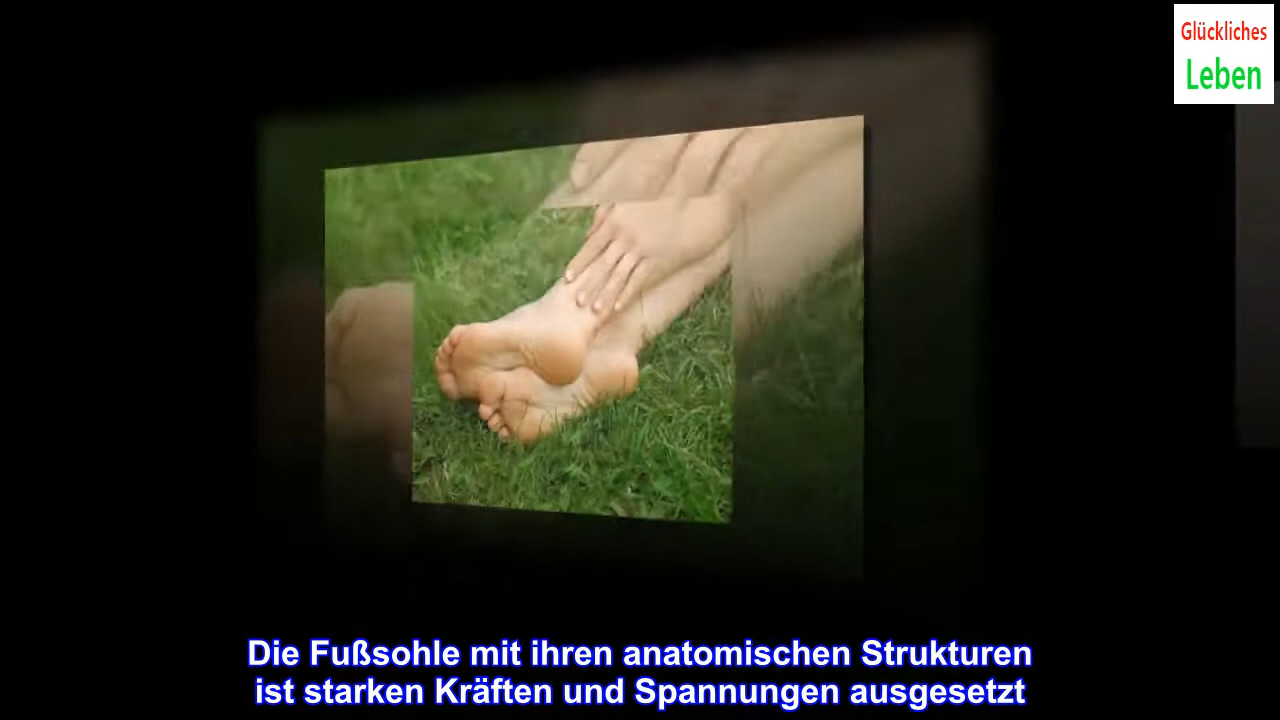 Glückliches
Leben
Die Fußsohle mit ihren anatomischen Strukturen
ist starken Kräften und Spannungen ausgesetzt